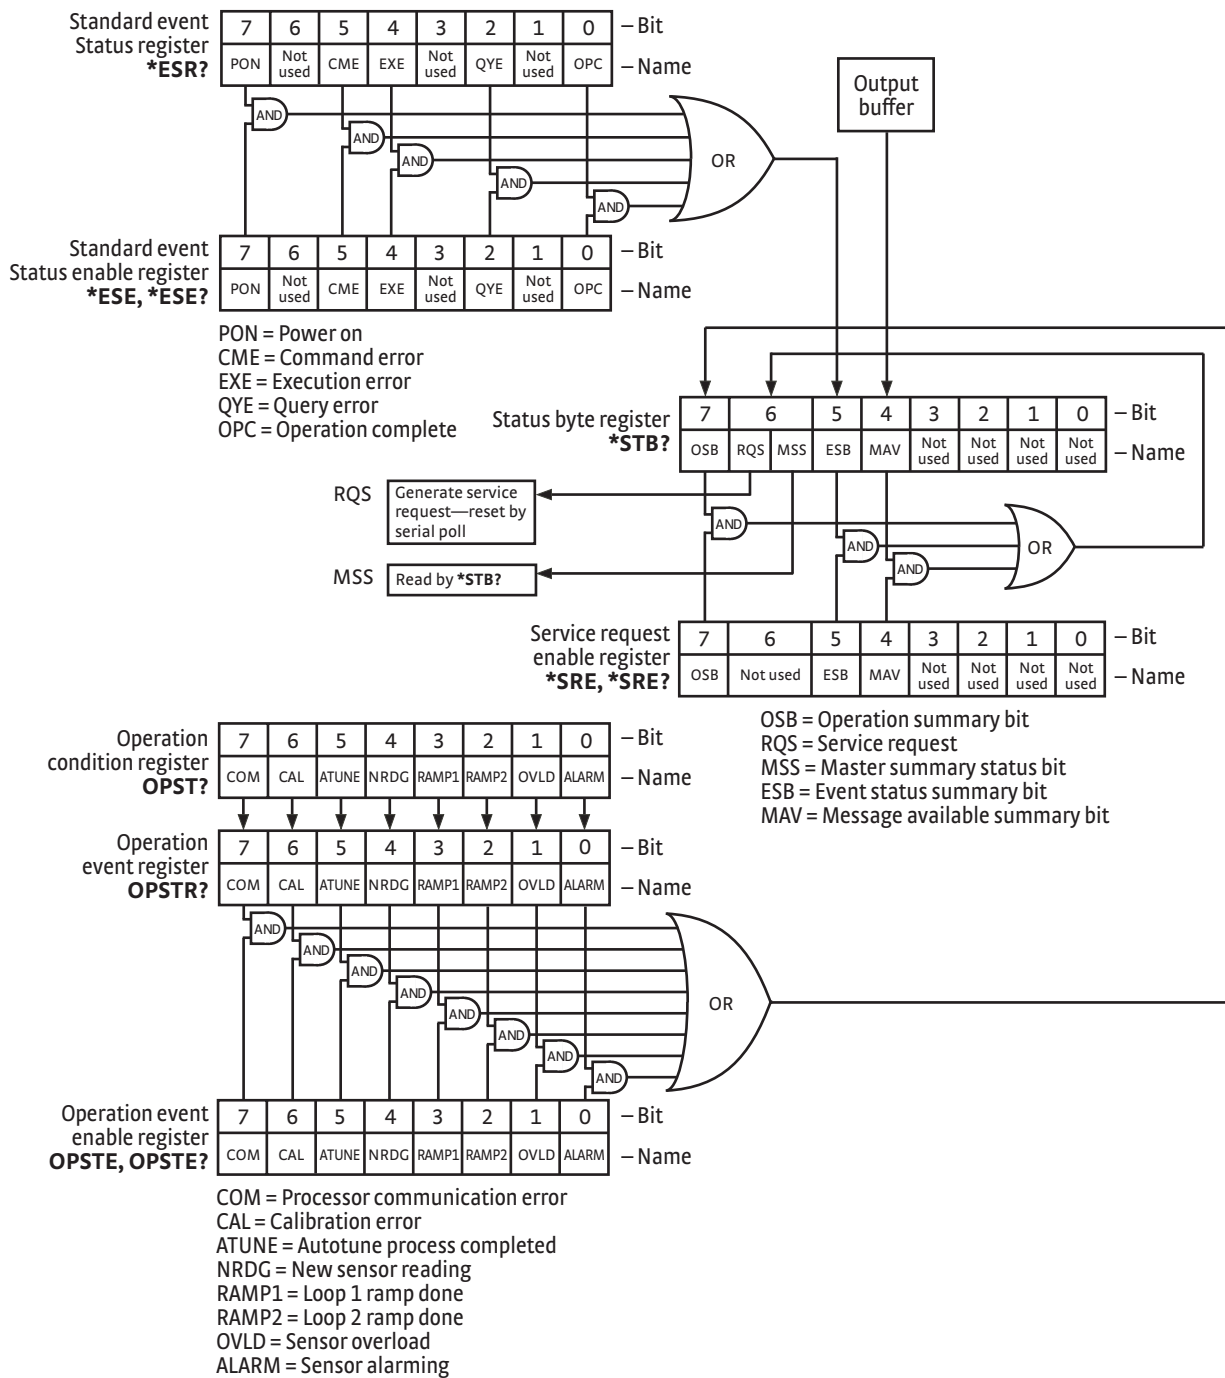 Standard event
Status register
*ESR?
7 6 5 4 3 2 1 0 – Bit
PON Not used CME EXE Not used QYE Not used OPC – Name
AND
AND
AND
AND
AND
OR
Output
buffer
Standard event
Status enable register
*ESE, *ESE?
7 6 5 4 3 2 1 0 – Bit
PON Not used CME EXE Not used QYE Not used OPC – Name
PON = Power on
CME = Command error
EXE = Execution error
QYE = Query error
OPC = Operation complete
Status byte register
*STB?
7 6 5 4 3 2 1 0 – Bit
OSB RQS MSS ESB MAV Not used Not used Not used Not used – Name
RQS
Generate service
request—reset by
serial poll
MSS
Read by *STB?
AND
AND
AND
OR
Service request
enable register
*SRE, *SRE?
7 6 5 4 3 2 1 0 – Bit
OSB Not used ESB MAV Not used Not used Not used Not used – Name
OSB = Operation summary bit
RQS = Service request
MSS = Master summary status bit
ESB = Event status summary bit
MAV = Message available summary bit
Operation
condition register
OPST?
7 6 5 4 3 2 1 0 – Bit
COM CAL ATUNE NRDG RAMP1 RAMP2 OVLD ALARM – Name
Operation
event register
OPSTR?
7 6 5 4 3 2 1 0 – Bit
COM CAL ATUNE NRDG RAMP1 RAMP2 OVLD ALARM – Name
AND
AND
AND
AND
AND
AND
AND
AND
OR
Operation event
enable register
OPSTE, OPSTE?
7 6 5 4 3 2 1 0 – Bit
COM CAL ATUNE NRDG RAMP1 RAMP2 OVLD ALARM – Name
COM = Processor communication error
CAL = Calibration error
ATUNE = Autotune process completed
NRDG = New sensor reading
RAMP1 = Loop 1 ramp done
RAMP2 = Loop 2 ramp done
OVLD = Sensor overload
ALARM = Sensor alarming